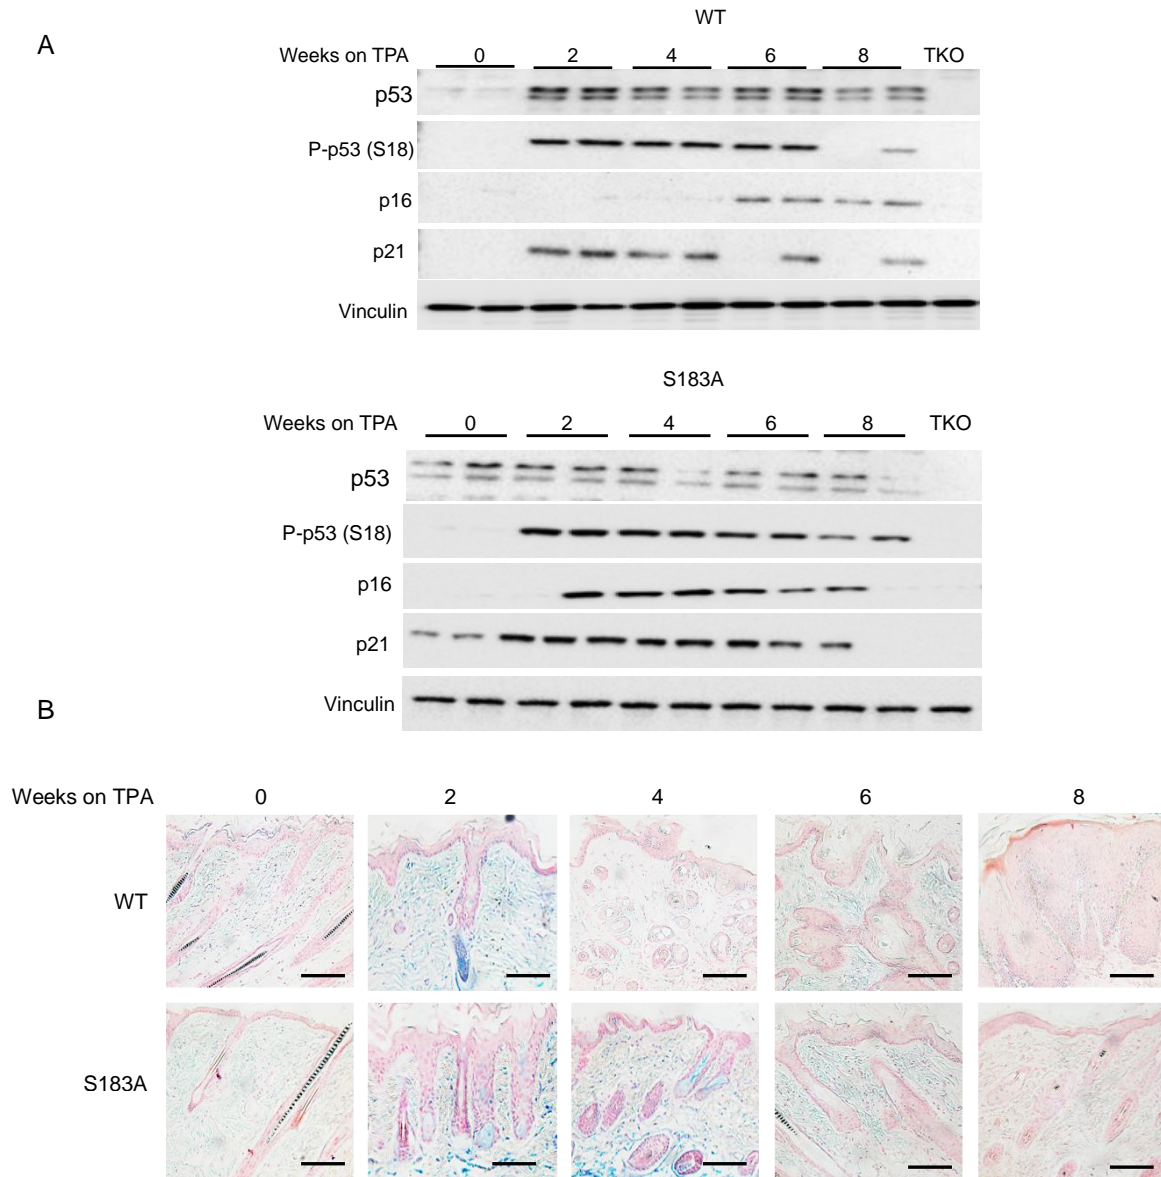 A
WT
Weeks on TPA 0 2 4 6 8 TKO
p53
P-p53 (S18)
p16
p21
Vinculin
S183A
Weeks on TPA 0 2 4 6 8 TKO
p53
P-p53 (S18)
p16
p21
Vinculin
B
Weeks on TPA 0 2 4 6 8
WT
S183A